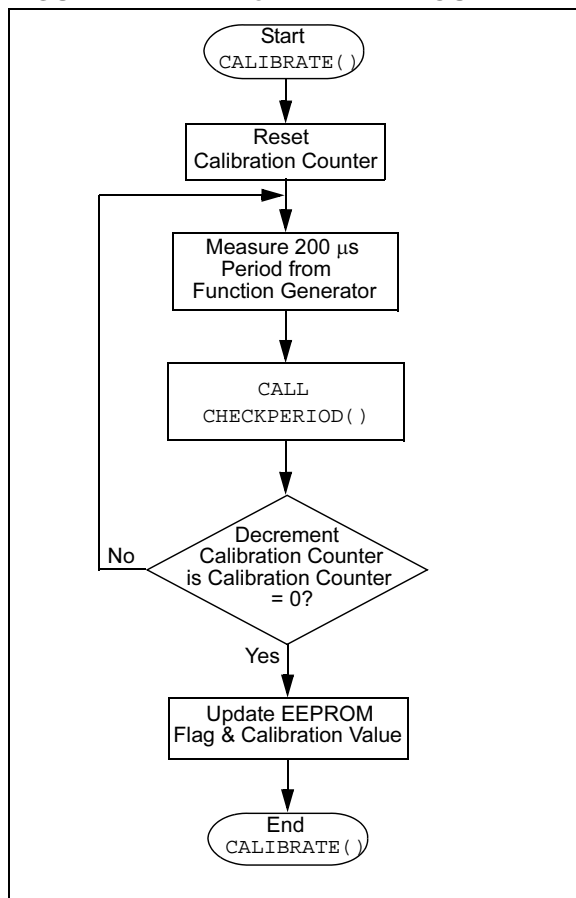 Start
CALIBRATE()
Reset
Calibration Counter
Measure 200 µs
Period from
Function Generator
CALL
CHECKPERIOD()
Decrement
Calibration Counter
is Calibration Counter
= 0?
No
Yes
Update EEPROM
Flag & Calibration Value
End
CALIBRATE()